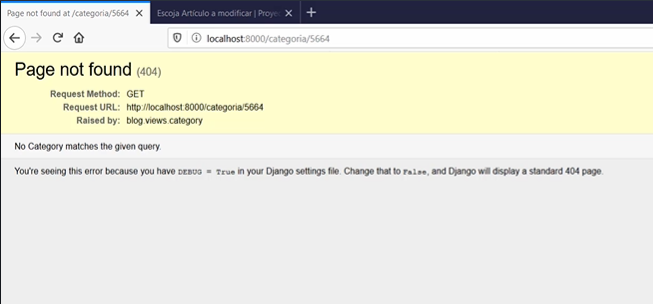 Page not found at /categoria/5664
Escoja Artículo a modificar | Proye
localhost:8000/categoria/5664
Page not found (404)
Request Method: GET
Request URL: http://localhost:8000/categoria/5664
Raised by: blog.views.category
No Category matches the given query.
You're seeing this error because you have DEBUG = True in your Django settings file. Change that to False, and Django will display a standard 404 page.